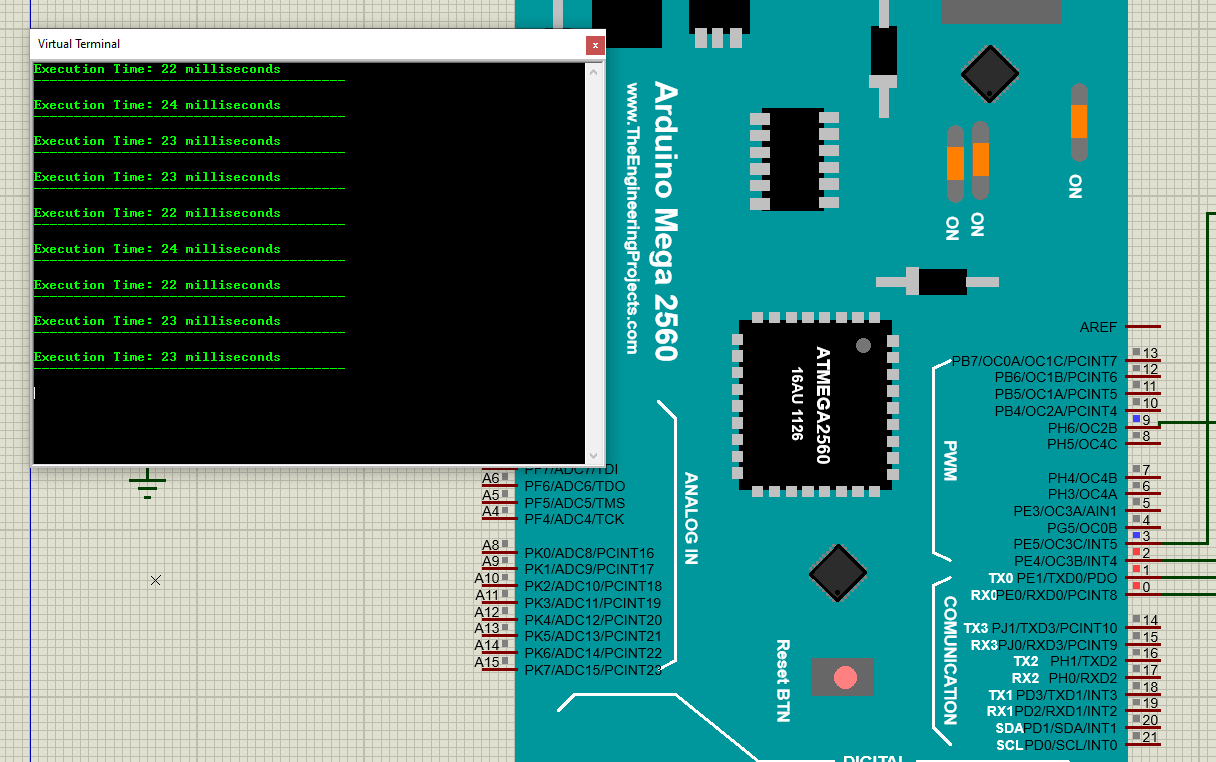 Virtual Terminal
x
Execution Time: 22 milliseconds
--------------------------------------
Execution Time: 24 milliseconds
--------------------------------------
Execution Time: 23 milliseconds
--------------------------------------
Execution Time: 23 milliseconds
--------------------------------------
Execution Time: 22 milliseconds
--------------------------------------
Execution Time: 24 milliseconds
--------------------------------------
Execution Time: 22 milliseconds
--------------------------------------
Execution Time: 23 milliseconds
--------------------------------------
Execution Time: 23 milliseconds
--------------------------------------
Arduino Mega 2560
www.TheEngineeringProjects.com
ON
ON
ON
ATMEGA2560
16AU 1126
AREF
PB7/OC0A/OC1C/PCINT7 13
PB6/OC1B/PCINT6 12
PB5/OC1A/PCINT5 11
PB4/OC2A/PCINT4 10
PH6/OC2B 9
PH5/OC4C 8
PWM
PH4/OC4B 7
PH3/OC4A 6
PE3/OC3A/AIN1 5
PG5/OC0B 4
PE5/OC3C/INT5 3
PE4/OC3B/INT4 2
TX0 PE1/TXD0/PDO 1
RX0 PE0/RXD0/PCINT8 0
COMUNICATION
TX3 PJ1/TXD3/PCINT10 14
RX3 PJ0/RXD3/PCINT9 15
TX2 PH1/TXD2 16
RX2 PH0/RXD2 17
TX1 PD3/TXD1/INT3 18
RX1 PD2/RXD1/INT2 19
SDA PD1/SDA/INT1 20
SCL PD0/SCL/INT0 21
PF7/ADC7/TDI
A6 PF6/ADC6/TDO
A5 PF5/ADC5/TMS
A4 PF4/ADC4/TCK
A8 PK0/ADC8/PCINT16
A9 PK1/ADC9/PCINT17
A10 PK2/ADC10/PCINT18
A11 PK3/ADC11/PCINT19
A12 PK4/ADC12/PCINT20
A13 PK5/ADC13/PCINT21
A14 PK6/ADC14/PCINT22
A15 PK7/ADC15/PCINT23
ANALOG IN
Reset BTN
DIGITAL